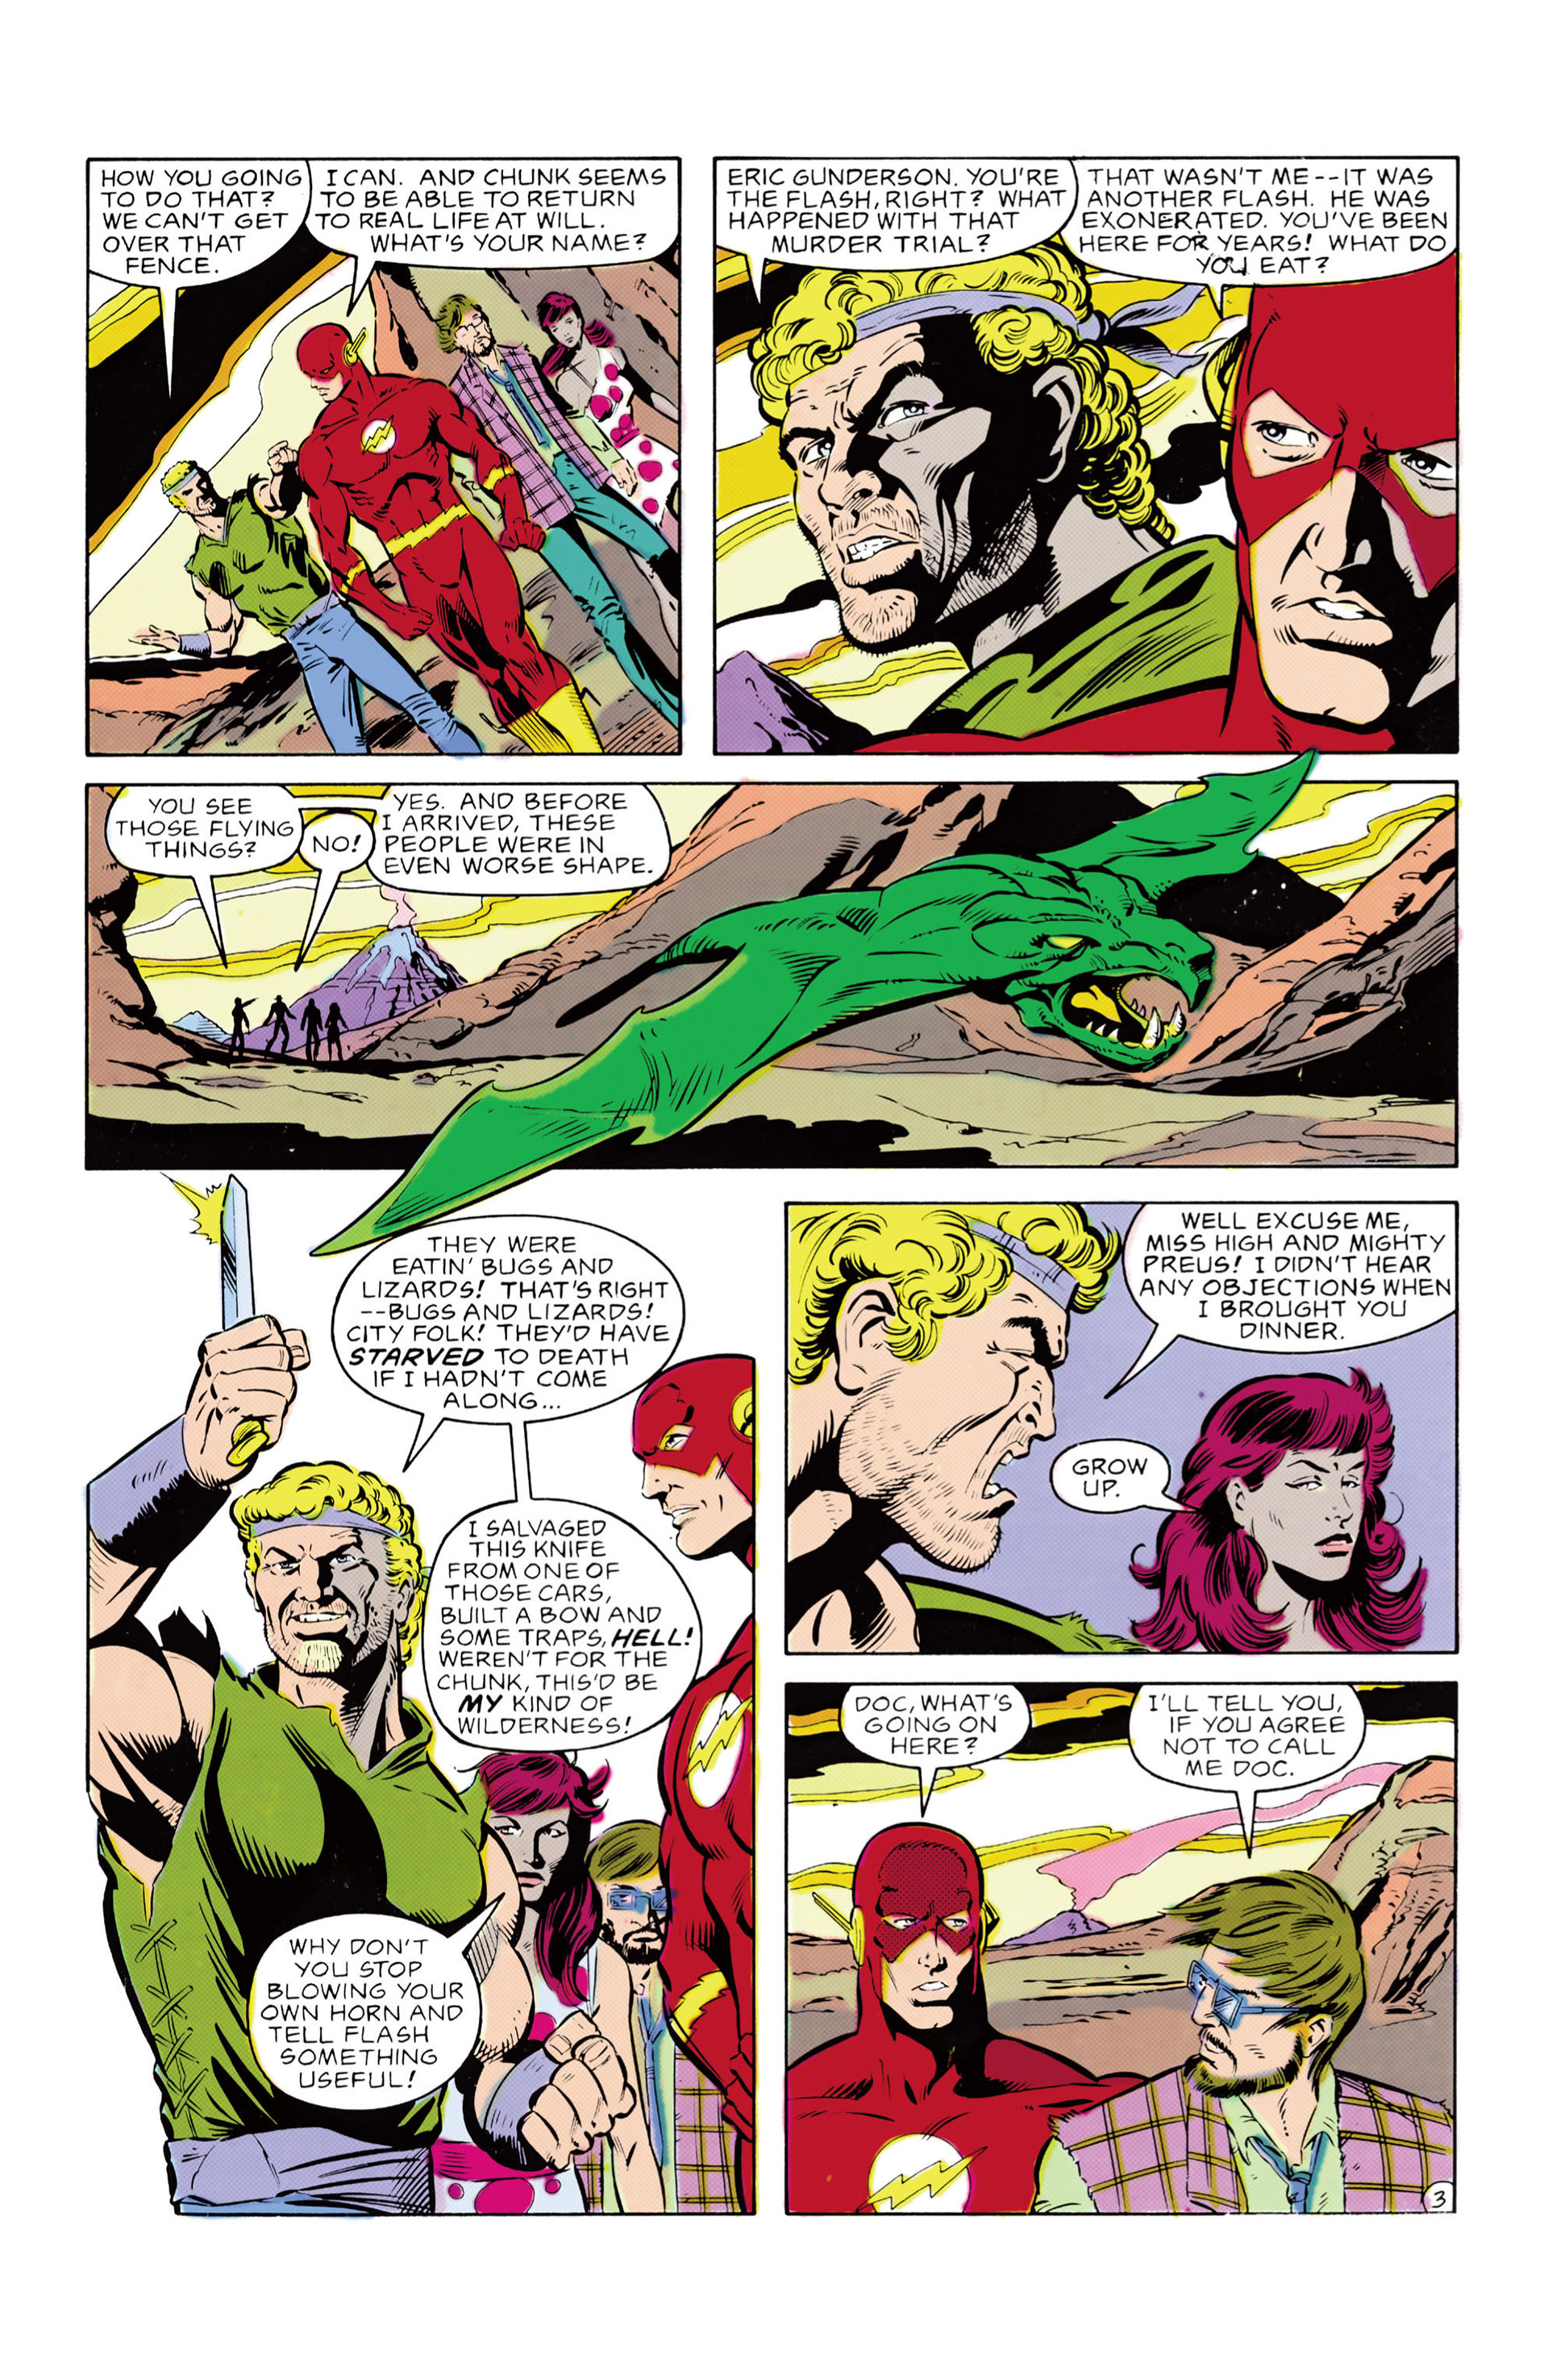 HOW YOU GOING
TO DO THAT?
WE CAN'T GET
OVER THAT
FENCE.
I CAN. AND CHUNK SEEMS
TO BE ABLE TO RETURN
TO REAL LIFE AT WILL.
WHAT'S YOUR NAME?
ERIC GUNDERSON. YOU'RE
THE FLASH, RIGHT? WHAT
HAPPENED WITH THAT
MURDER TRIAL?
THAT WASN'T ME--IT WAS
ANOTHER FLASH. HE WAS
EXONERATED. YOU'VE BEEN
HERE FOR YEARS! WHAT DO
YOU EAT?
YOU SEE
THOSE FLYING
THINGS?
NO!
YES. AND BEFORE
I ARRIVED, THESE
PEOPLE WERE IN
EVEN WORSE SHAPE.
THEY WERE
EATIN' BUGS AND
LIZARDS! THAT'S RIGHT
--BUGS AND LIZARDS!
CITY FOLK! THEY'D HAVE
STARVED TO DEATH
IF I HADN'T COME
ALONG...
I SALVAGED
THIS KNIFE
FROM ONE OF
THOSE CARS,
BUILT A BOW AND
SOME TRAPS, HELL!
WEREN'T FOR THE
CHUNK, THIS'D BE
MY KIND OF
WILDERNESS!
WHY DON'T
YOU STOP
BLOWING YOUR
OWN HORN AND
TELL FLASH
SOMETHING
USEFUL!
WELL EXCUSE ME,
MISS HIGH AND MIGHTY
PREUS! I DIDN'T HEAR
ANY OBJECTIONS WHEN
I BROUGHT YOU
DINNER.
GROW
UP.
DOC, WHAT'S
GOING ON
HERE?
I'LL TELL YOU,
IF YOU AGREE
NOT TO CALL
ME DOC.
3